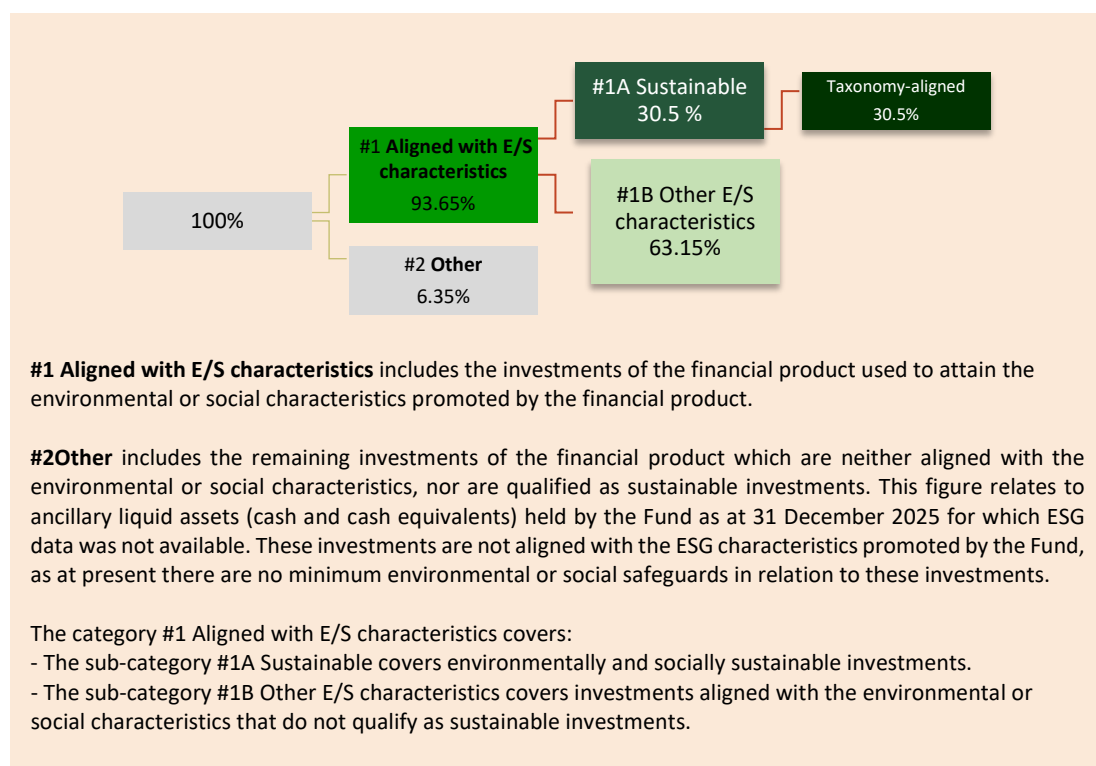 #1A Sustainable
30.5 %
Taxonomy-aligned
30.5%
#1 Aligned with E/S
characteristics
93.65%
#1B Other E/S
characteristics
63.15%
100%
#2 Other
6.35%
#1 Aligned with E/S characteristics includes the investments of the financial product used to attain the
environmental or social characteristics promoted by the financial product.
#2Other includes the remaining investments of the financial product which are neither aligned with the
environmental or social characteristics, nor are qualified as sustainable investments. This figure relates to
ancillary liquid assets (cash and cash equivalents) held by the Fund as at 31 December 2025 for which ESG
data was not available. These investments are not aligned with the ESG characteristics promoted by the Fund,
as at present there are no minimum environmental or social safeguards in relation to these investments.
The category #1 Aligned with E/S characteristics covers:
- The sub-category #1A Sustainable covers environmentally and socially sustainable investments.
- The sub-category #1B Other E/S characteristics covers investments aligned with the environmental or
social characteristics that do not qualify as sustainable investments.